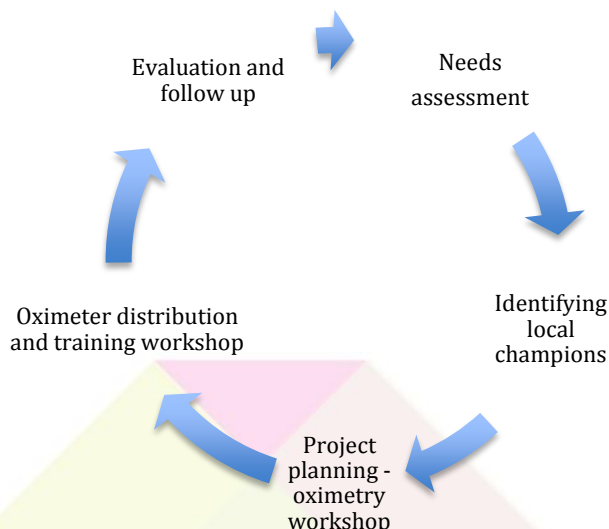 Evaluation and
follow up
Needs
assessment
Identifying
local
champions
Project
planning -
oximetry
workshop
Oximeter distribution
and training workshop